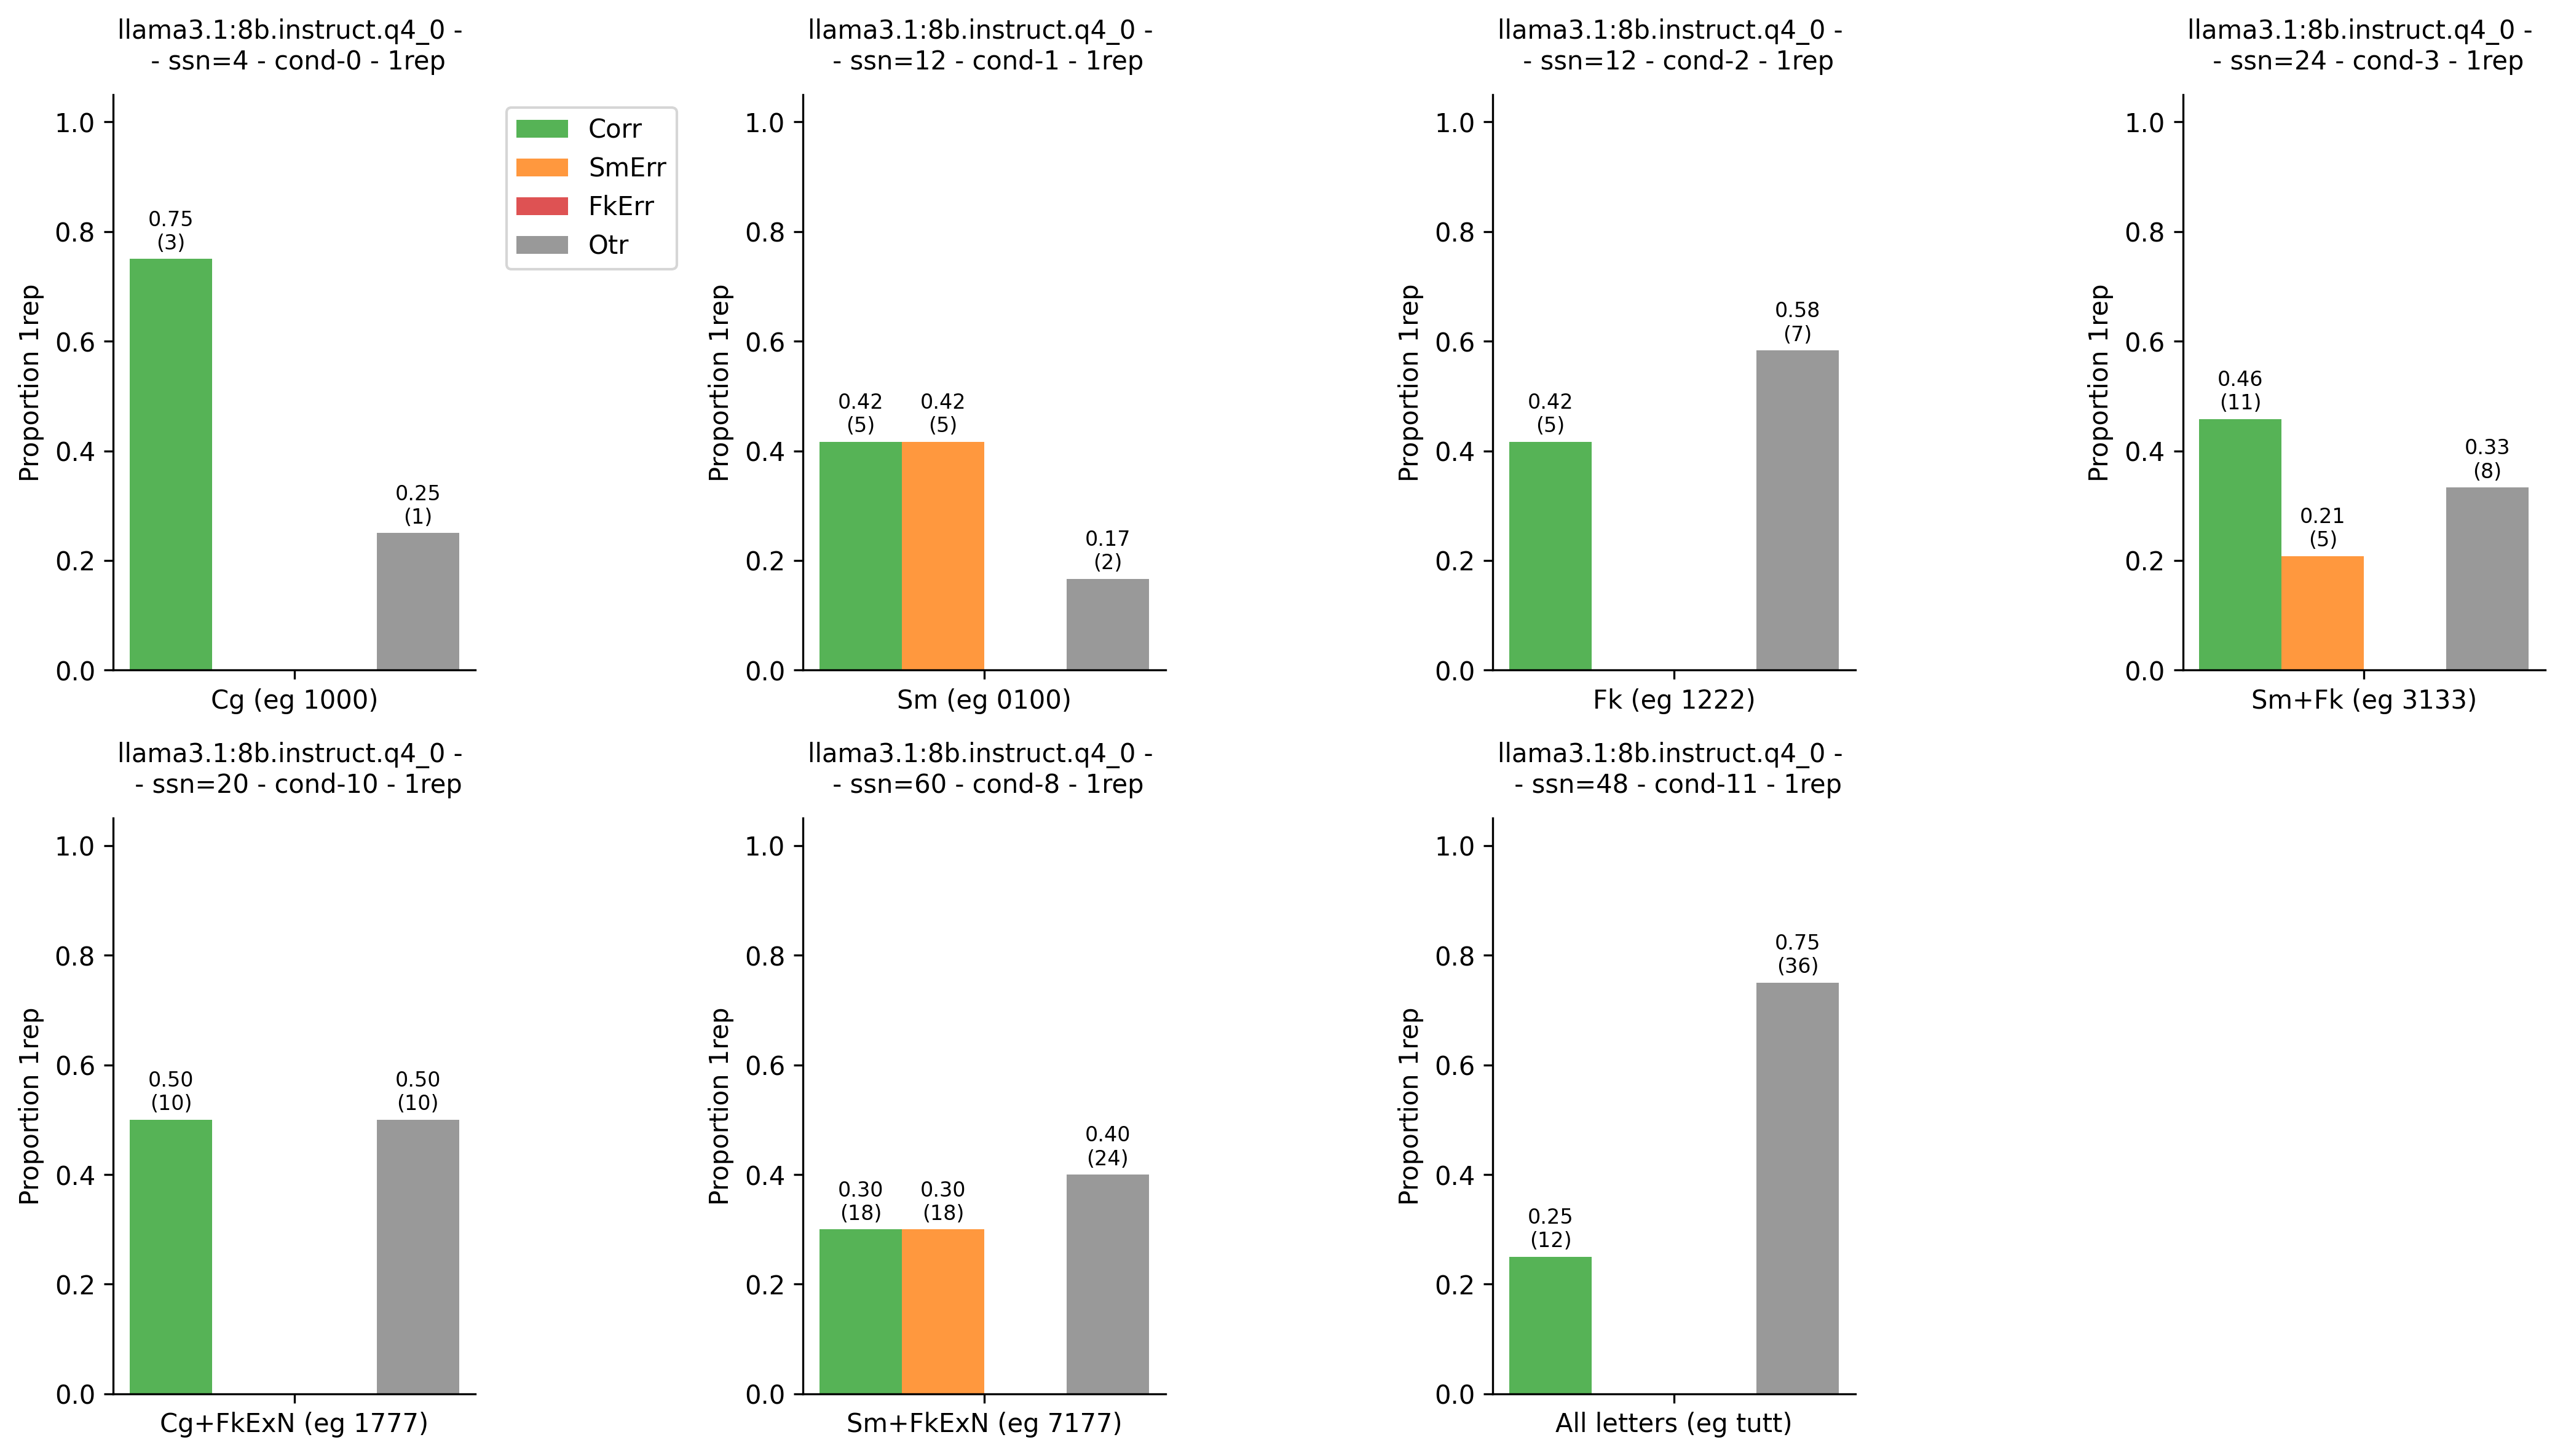 llama3.1:8b.instruct.q4_0 -
- ssn=4 - cond-0 - 1rep
1.0
0.8
0.6
0.4
0.2
0.0
Proportion 1rep
0.75
(3)
0.25
(1)
Cg (eg 1000)
Corr
SmErr
FkErr
Otr
llama3.1:8b.instruct.q4_0 -
- ssn=12 - cond-1 - 1rep
1.0
0.8
0.6
0.4
0.2
0.0
Proportion 1rep
0.42
(5)
0.42
(5)
0.17
(2)
Sm (eg 0100)
llama3.1:8b.instruct.q4_0 -
- ssn=12 - cond-2 - 1rep
1.0
0.8
0.6
0.4
0.2
0.0
Proportion 1rep
0.42
(5)
0.58
(7)
Fk (eg 1222)
llama3.1:8b.instruct.q4_0 -
- ssn=24 - cond-3 - 1rep
1.0
0.8
0.6
0.4
0.2
0.0
Proportion 1rep
0.46
(11)
0.21
(5)
0.33
(8)
Sm+Fk (eg 3133)
llama3.1:8b.instruct.q4_0 -
- ssn=20 - cond-10 - 1rep
1.0
0.8
0.6
0.4
0.2
0.0
Proportion 1rep
0.50
(10)
0.50
(10)
Cg+FkExN (eg 1777)
llama3.1:8b.instruct.q4_0 -
- ssn=60 - cond-8 - 1rep
1.0
0.8
0.6
0.4
0.2
0.0
Proportion 1rep
0.30
(18)
0.30
(18)
0.40
(24)
Sm+FkExN (eg 7177)
llama3.1:8b.instruct.q4_0 -
- ssn=48 - cond-11 - 1rep
1.0
0.8
0.6
0.4
0.2
0.0
Proportion 1rep
0.25
(12)
0.75
(36)
All letters (eg tutt)